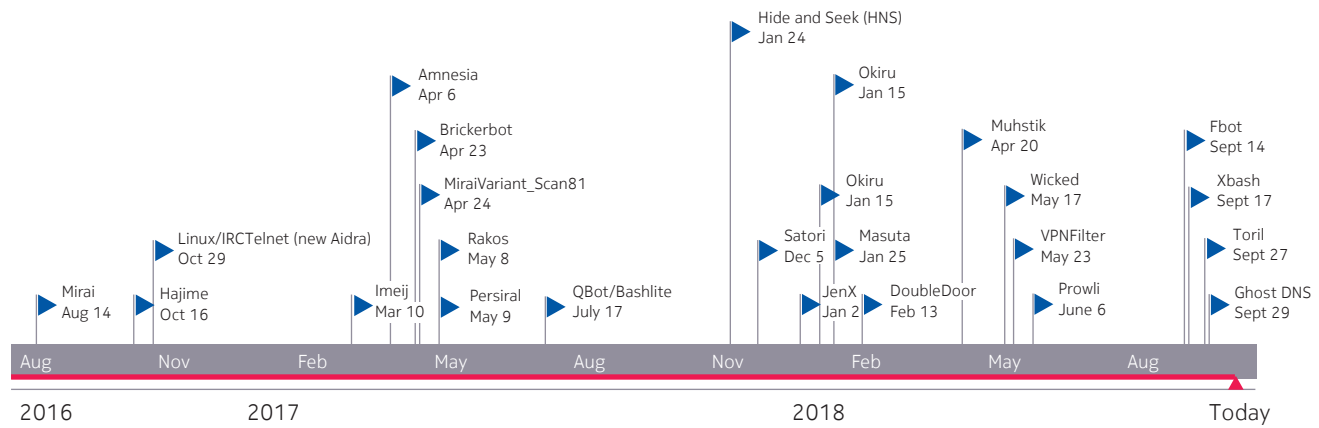 Hide and Seek (HNS)
Jan 24
Amnesia
Apr 6
Okiru
Jan 15
Brickerbot
Apr 23
Muhstik
Apr 20
Fbot
Sept 14
MiraiVariant_Scan81
Apr 24
Okiru
Jan 15
Wicked
May 17
Xbash
Sept 17
Linux/IRCTelnet (new Aidra)
Oct 29
Rakos
May 8
Satori
Dec 5
Masuta
Jan 25
VPNFilter
May 23
Toril
Sept 27
Mirai
Aug 14
Hajime
Oct 16
Imeij
Mar 10
Persiral
May 9
QBot/Bashlite
July 17
JenX
Jan 2
DoubleDoor
Feb 13
Prowli
June 6
Ghost DNS
Sept 29
Aug Nov Feb May Aug Nov Feb May Aug
2016 2017 2018 Today